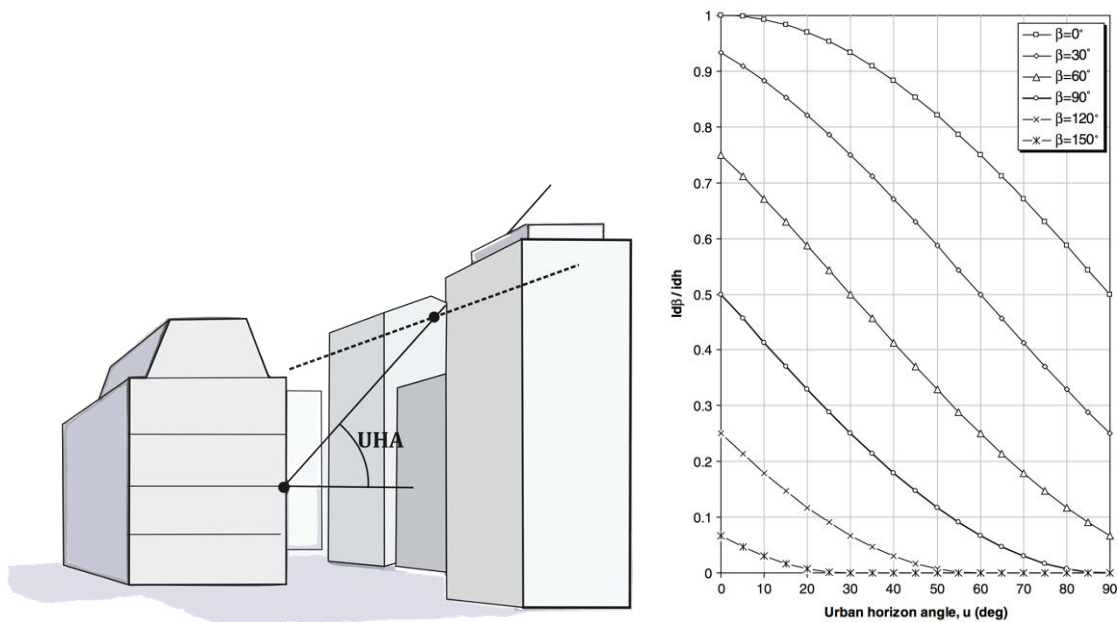 UHA
Idβ/idh
1
0.9
0.8
0.7
0.6
0.5
0.4
0.3
0.2
0.1
0
0 10 20 30 40 50 60 70 80 90
Urban horizon angle, u (deg)
β=0°
β=30°
β=60°
β=90°
β=120°
β=150°